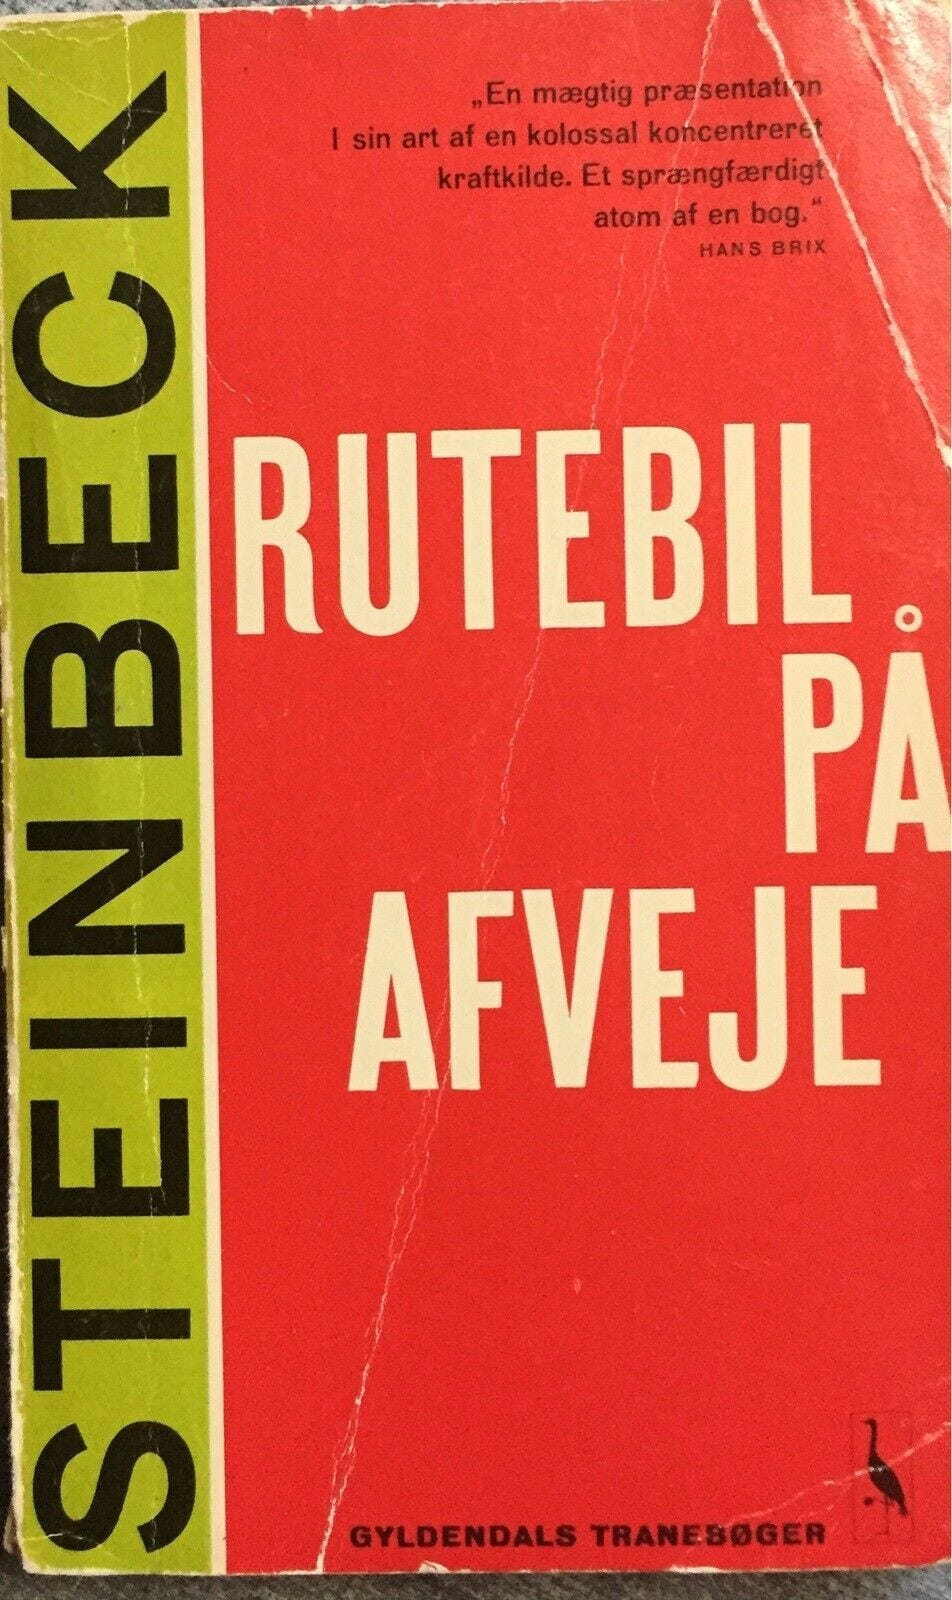 STEINBECK
„En mægtig præsentation
I sin art af en kolossal koncentreret
kraftkilde. Et sprængfærdigt
atom af en bog.“
HANS BRIX
RUTEBIL
PÅ
AFVEJE
GYLDENDALS TRANEBØGER